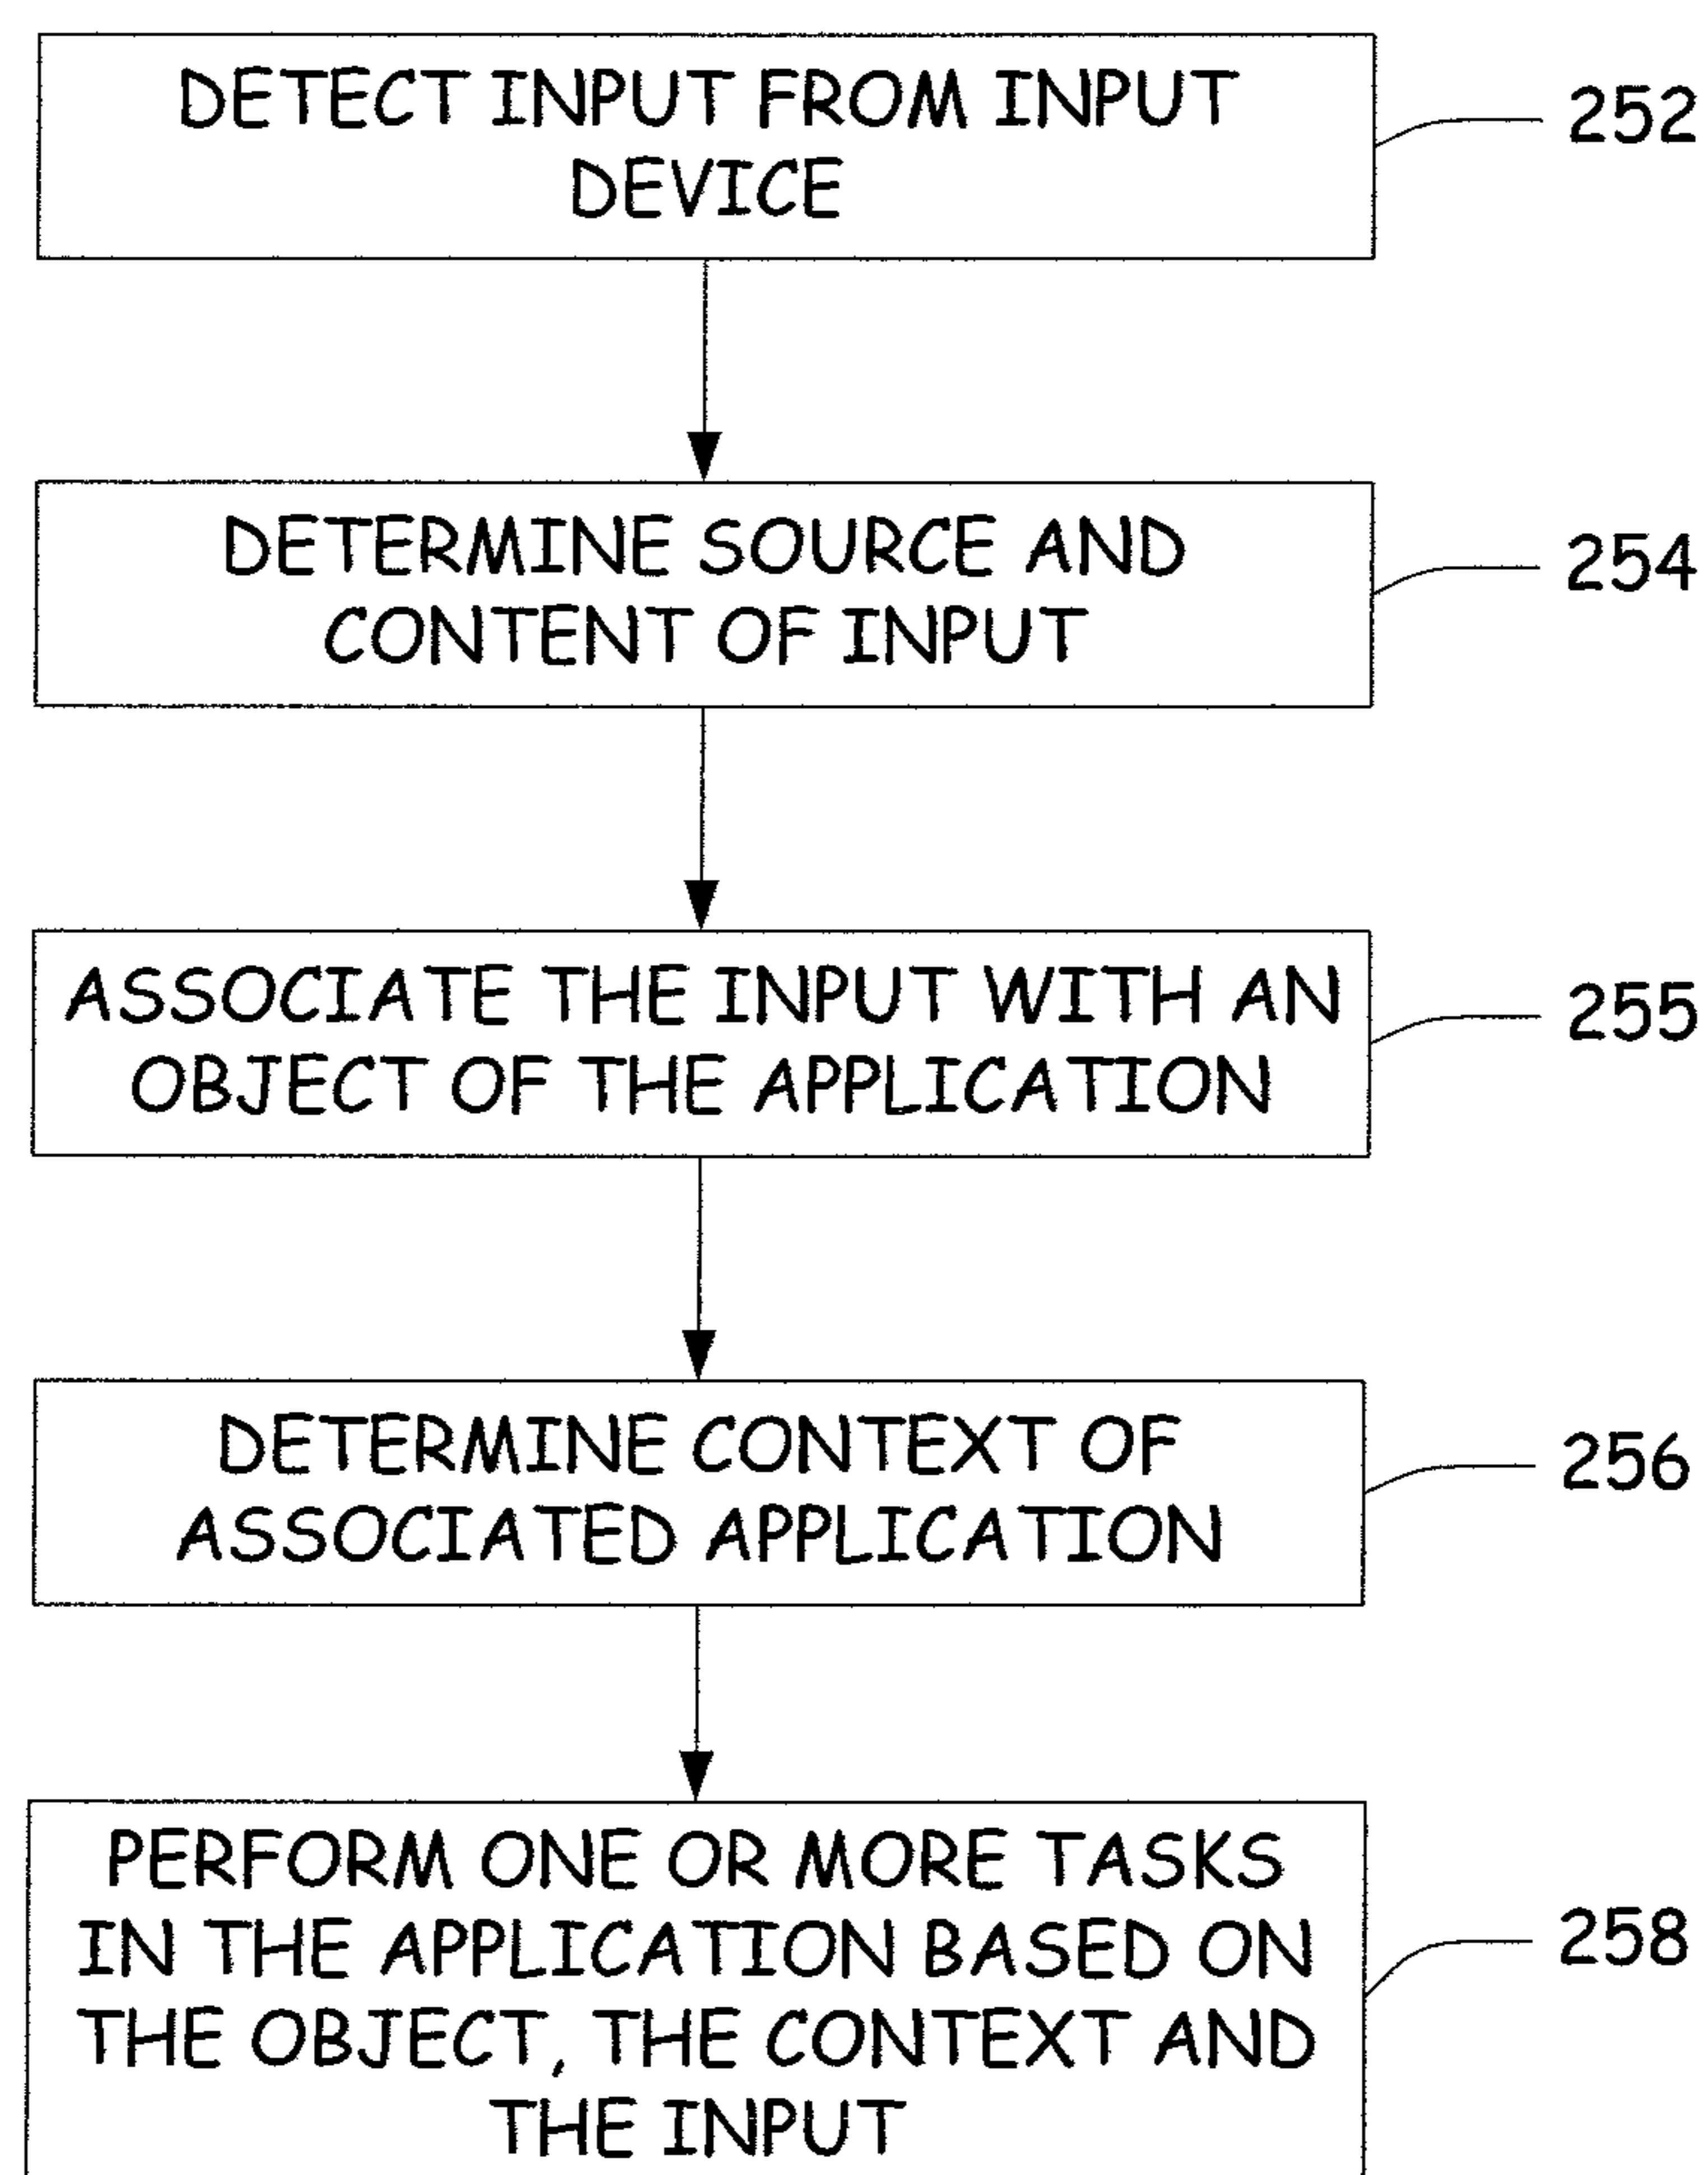 DETECT INPUT FROM INPUT
DEVICE
252
DETERMINE SOURCE AND
CONTENT OF INPUT
254
ASSOCIATE THE INPUT WITH AN
OBJECT OF THE APPLICATION
255
DETERMINE CONTEXT OF
ASSOCIATED APPLICATION
256
PERFORM ONE OR MORE TASKS
IN THE APPLICATION BASED ON
THE OBJECT, THE CONTEXT AND
THE INPUT
258